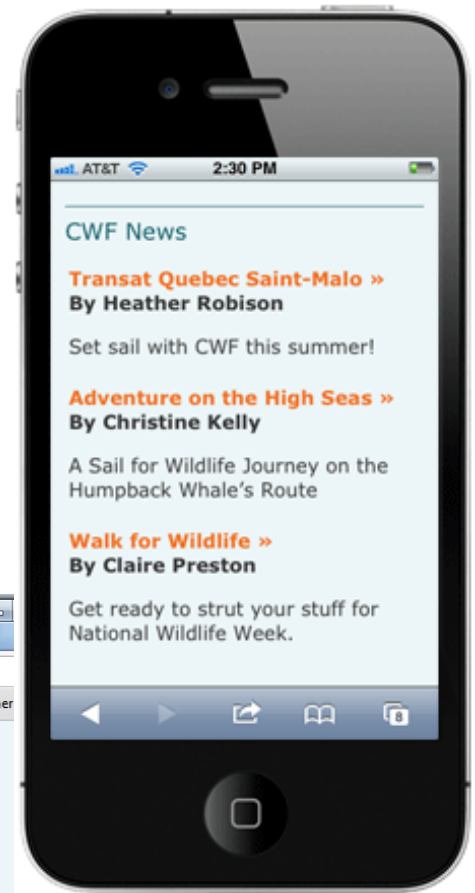 AT&T 2:30 PM
CWF News
Transat Quebec Saint-Malo »
By Heather Robison
Set sail with CWF this summer!
Adventure on the High Seas »
By Christine Kelly
A Sail for Wildlife Journey on the
Humpback Whale's Route
Walk for Wildlife »
By Claire Preston
Get ready to strut your stuff for
National Wildlife Week.
8